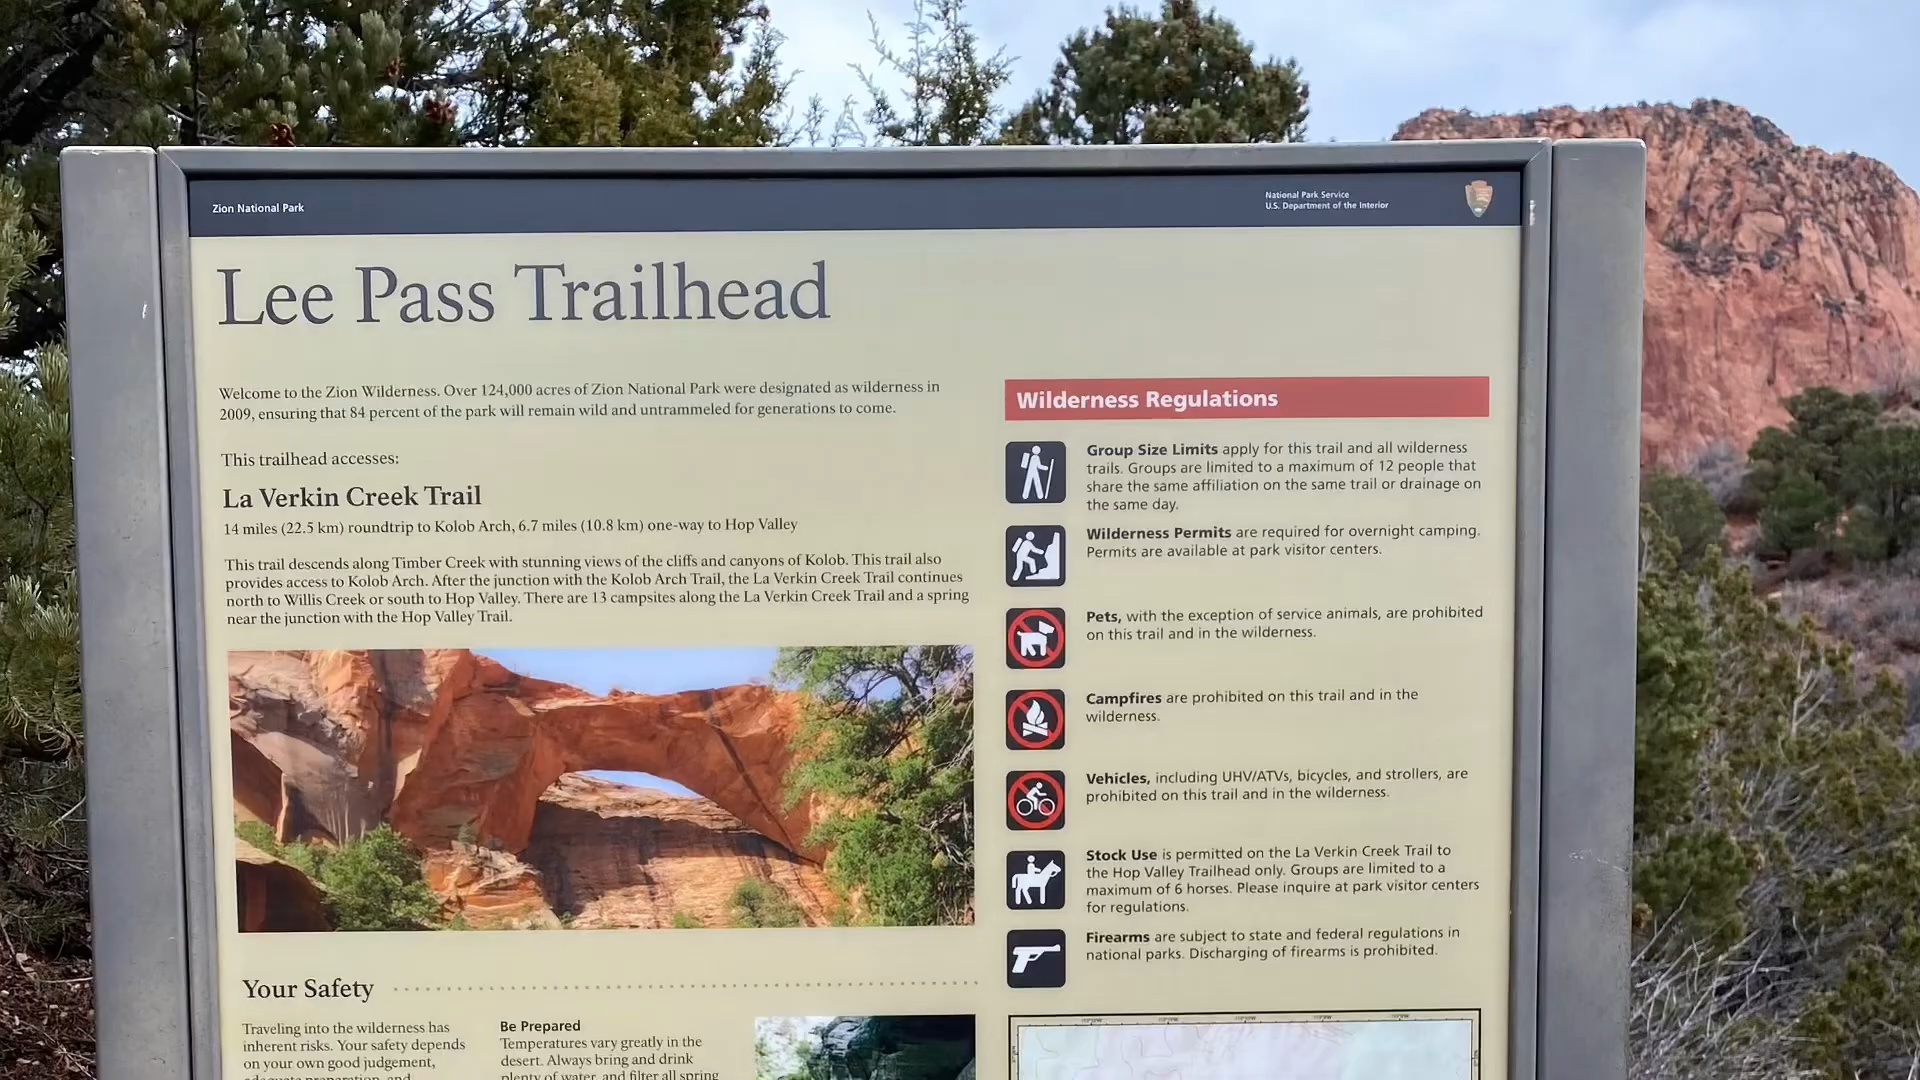 Zion National Park
National Park Service
U.S. Department of the Interior
Lee Pass Trailhead
Welcome to the Zion Wilderness. Over 124,000 acres of Zion National Park were designated as wilderness in
2009, ensuring that 84 percent of the park will remain wild and untrammeled for generations to come.
This trailhead accesses:
La Verkin Creek Trail
14 miles (22.5 km) roundtrip to Kolob Arch, 6.7 miles (10.8 km) one-way to Hop Valley
This trail descends along Timber Creek with stunning views of the cliffs and canyons of Kolob. This trail also
provides access to Kolob Arch. After the junction with the Kolob Arch Trail, the La Verkin Creek Trail continues
north to Willis Creek or south to Hop Valley. There are 13 campsites along the La Verkin Creek Trail and a spring
near the junction with the Hop Valley Trail.
Your Safety
Traveling into the wilderness has
inherent risks. Your safety depends
on your own good judgement,
adequate preparation, and
Be Prepared
Temperatures vary greatly in the
desert. Always bring and drink
plenty of water, and filter all spring
Wilderness Regulations
Group Size Limits apply for this trail and all wilderness
trails. Groups are limited to a maximum of 12 people that
share the same affiliation on the same trail or drainage on
the same day.
Wilderness Permits are required for overnight camping.
Permits are available at park visitor centers.
Pets, with the exception of service animals, are prohibited
on this trail and in the wilderness.
Campfires are prohibited on this trail and in the
wilderness.
Vehicles, including UHV/ATVs, bicycles, and strollers, are
prohibited on this trail and in the wilderness.
Stock Use is permitted on the La Verkin Creek Trail to
the Hop Valley Trailhead only. Groups are limited to a
maximum of 6 horses. Please inquire at park visitor centers
for regulations.
Firearms are subject to state and federal regulations in
national parks. Discharging of firearms is prohibited.